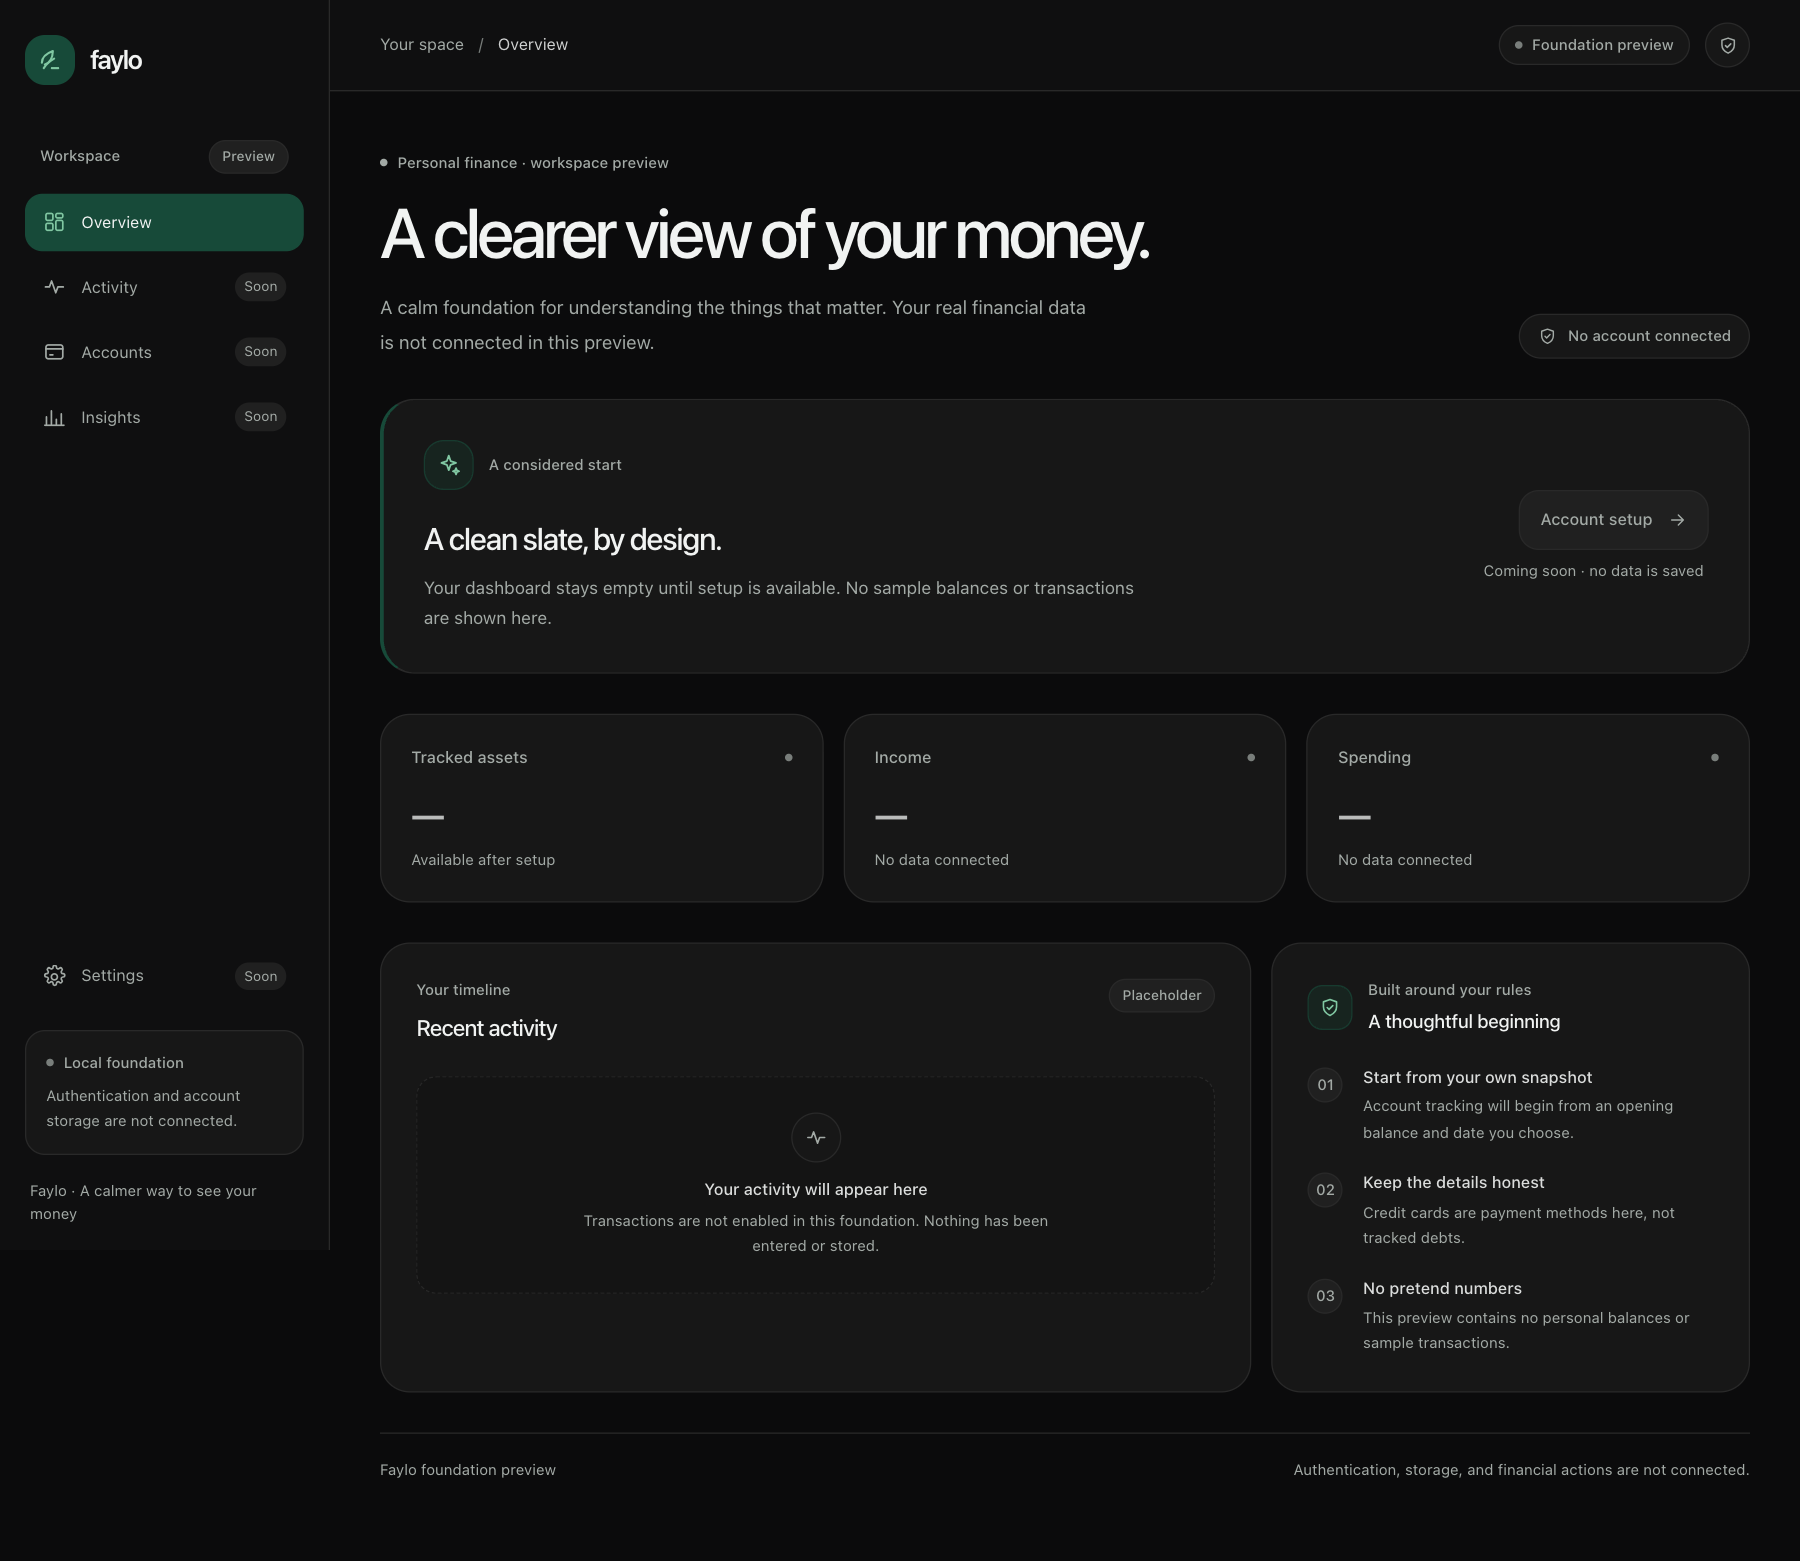 faylo
Workspace
Preview
Overview
Activity
Soon
Accounts
Soon
Insights
Soon
Settings
Soon
Local foundation
Authentication and account
storage are not connected.
Faylo · A calmer way to see your
money
Your space / Overview
Foundation preview
Personal finance · workspace preview
A clearer view of your money.
A calm foundation for understanding the things that matter. Your real financial data
is not connected in this preview.
No account connected
A considered start
A clean slate, by design.
Your dashboard stays empty until setup is available. No sample balances or transactions
are shown here.
Account setup →
Coming soon · no data is saved
Tracked assets
—
Available after setup
Income
—
No data connected
Spending
—
No data connected
Your timeline
Recent activity
Placeholder
Your activity will appear here
Transactions are not enabled in this foundation. Nothing has been
entered or stored.
Built around your rules
A thoughtful beginning
01
Start from your own snapshot
Account tracking will begin from an opening
balance and date you choose.
02
Keep the details honest
Credit cards are payment methods here, not
tracked debts.
03
No pretend numbers
This preview contains no personal balances or
sample transactions.
Faylo foundation preview
Authentication, storage, and financial actions are not connected.